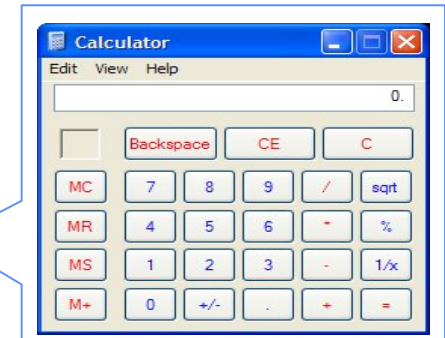 Calculator
Edit View Help
0.
Backspace CE C
MC 7 8 9 / sqrt
MR 4 5 6 * %
MS 1 2 3 - 1/x
M+ 0 +/- . + =